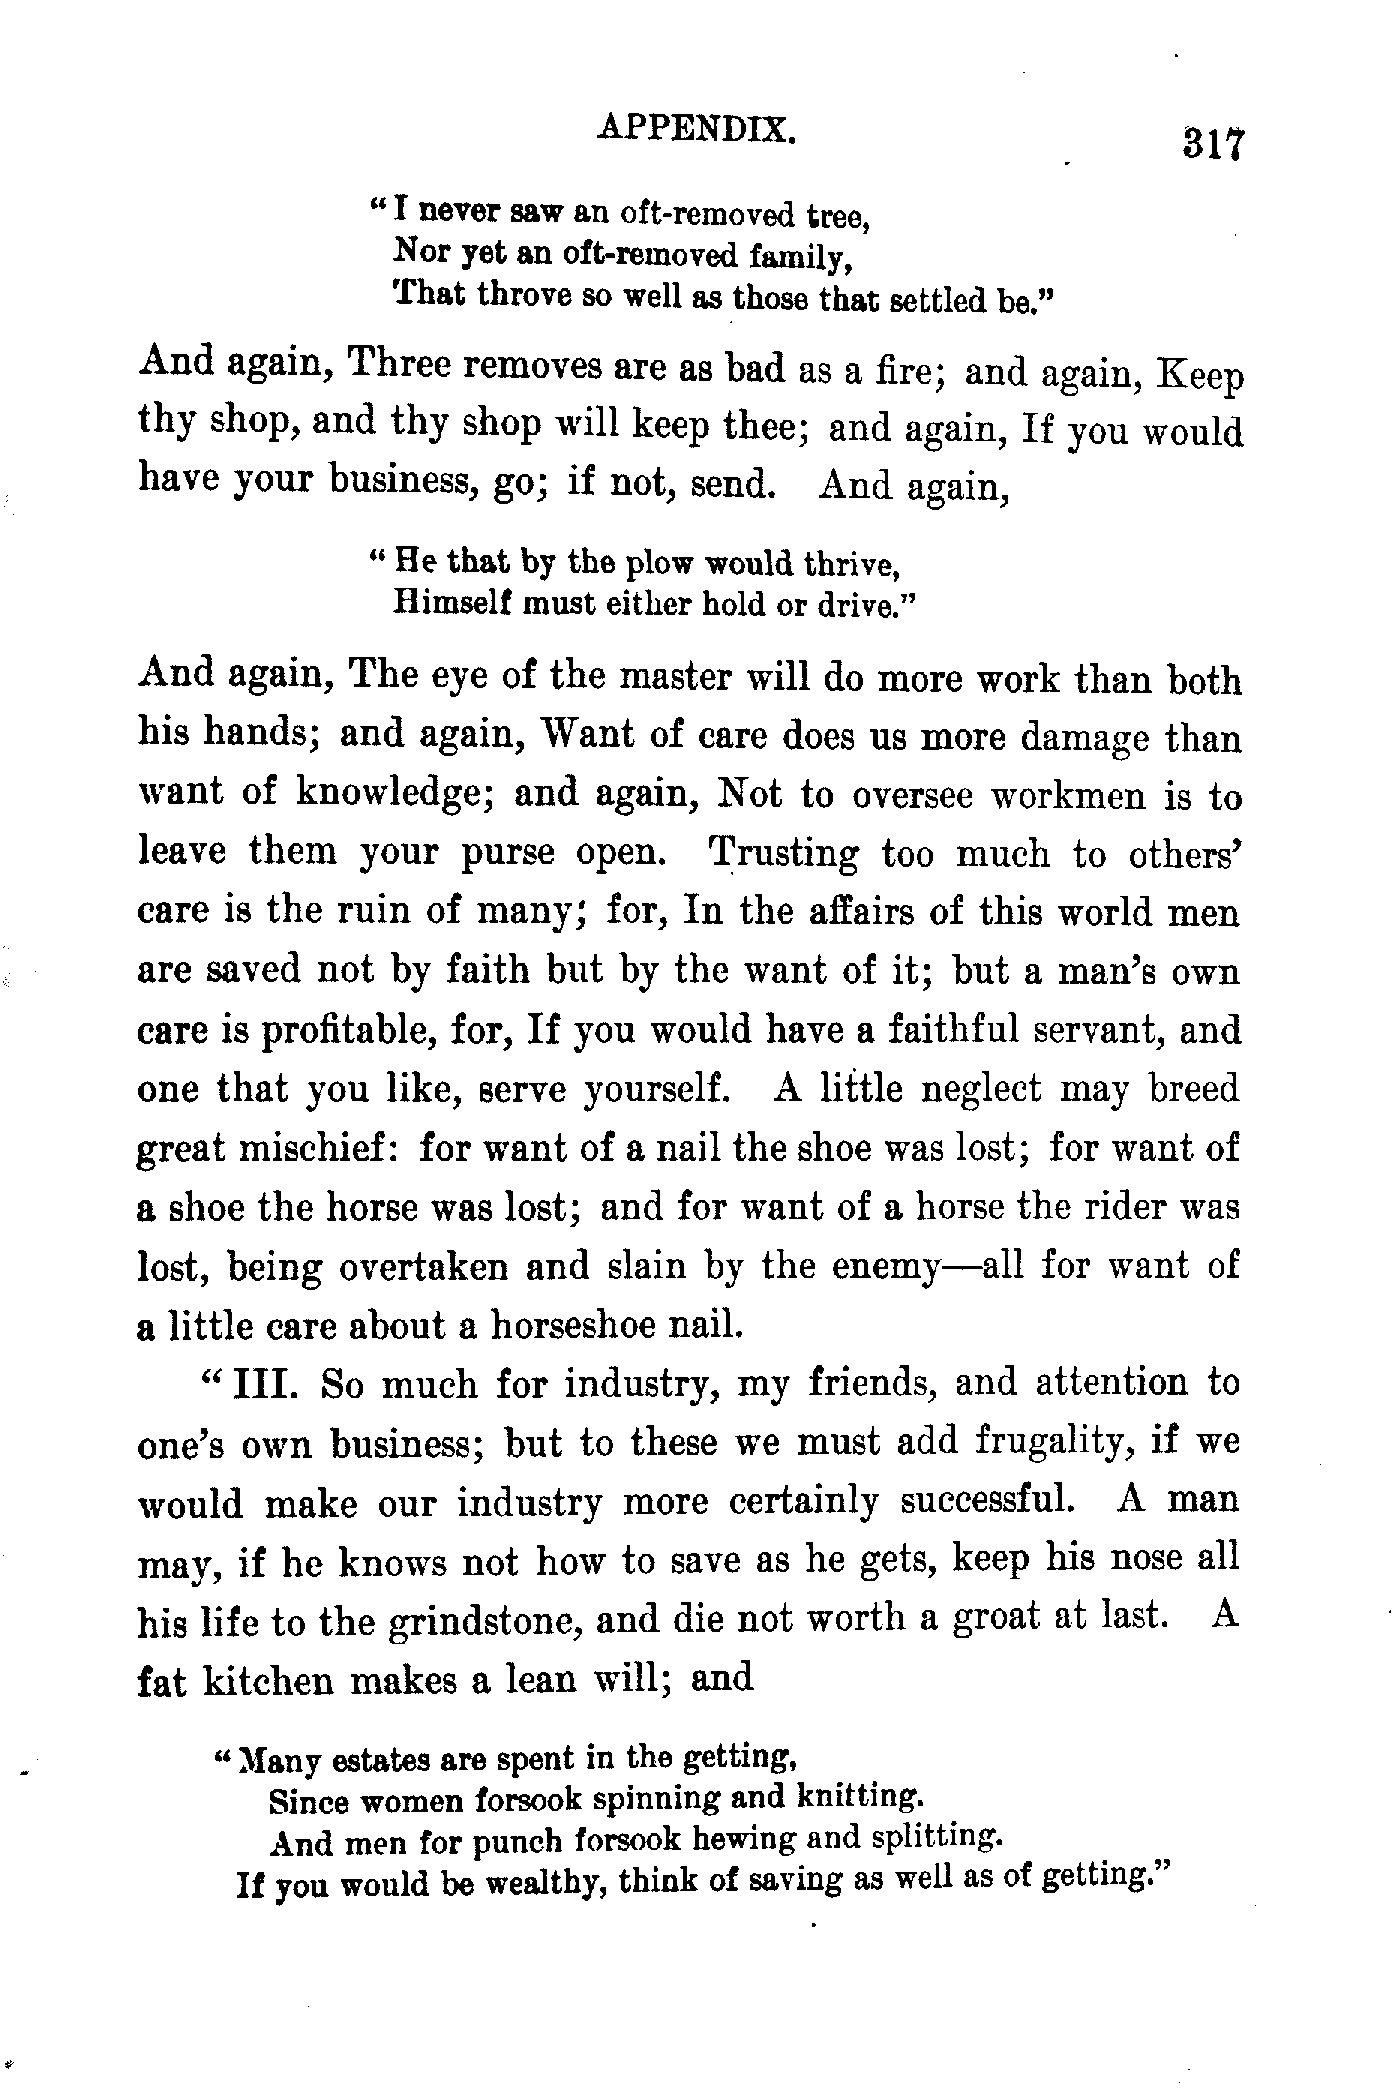 APPENDIX.
317
“ I never saw an oft-removed tree,
Nor yet an oft-removed family,
That throve so well as those that settled be.”
And again, Three removes are as bad as a fire; and again, Keep
thy shop, and thy shop will keep thee; and again, If you would
have your business, go; if not, send. And again,
“ He that by the plow would thrive,
Himself must either hold or drive.”
And again, The eye of the master will do more work than both
his hands; and again, Want of care does us more damage than
want of knowledge; and again, Not to oversee workmen is to
leave them your purse open. Trusting too much to others’
care is the ruin of many; for, In the affairs of this world men
are saved not by faith but by the want of it; but a man’s own
care is profitable, for, If you would have a faithful servant, and
one that you like, serve yourself. A little neglect may breed
great mischief: for want of a nail the shoe was lost; for want of
a shoe the horse was lost; and for want of a horse the rider was
lost, being overtaken and slain by the enemy—all for want of
a little care about a horseshoe nail.
“ III. So much for industry, my friends, and attention to
one’s own business; but to these we must add frugality, if we
would make our industry more certainly successful. A man
may, if he knows not how to save as he gets, keep his nose all
his life to the grindstone, and die not worth a groat at last. A
fat kitchen makes a lean will; and
“ Many estates are spent in the getting,
Since women forsook spinning and knitting.
And men for punch forsook hewing and splitting.
If you would be wealthy, think of saving as well as of getting.”